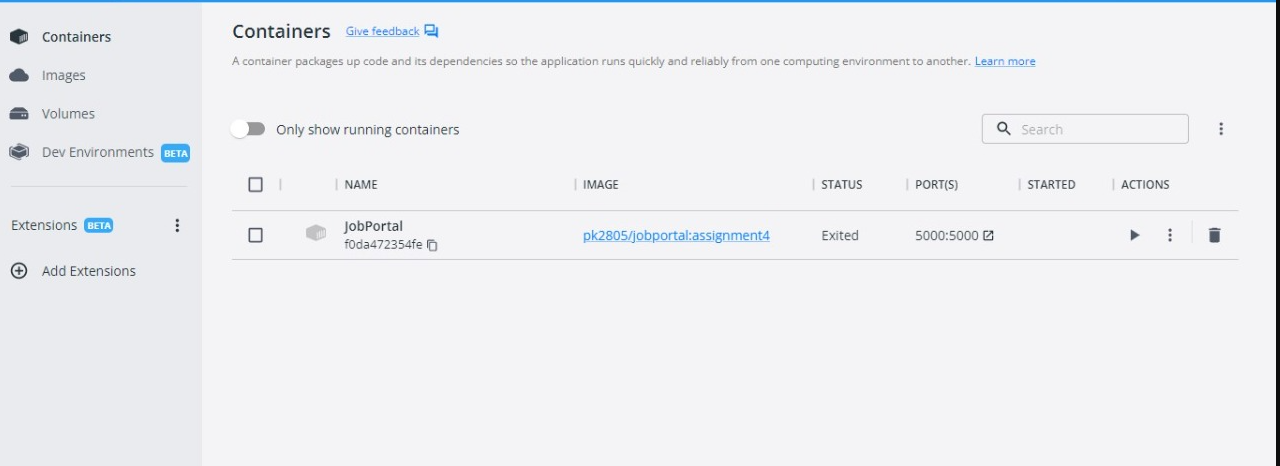 Containers
Images
Volumes
Dev Environments BETA
Extensions BETA
Add Extensions
Containers Give feedback
A container packages up code and its dependencies so the application runs quickly and reliably from one computing environment to another. Learn more
Only show running containers
Search
NAME IMAGE STATUS PORT(S) STARTED ACTIONS
JobPortal
f0da472354fe
pk2805/jobportal:assignment4 Exited 5000:5000